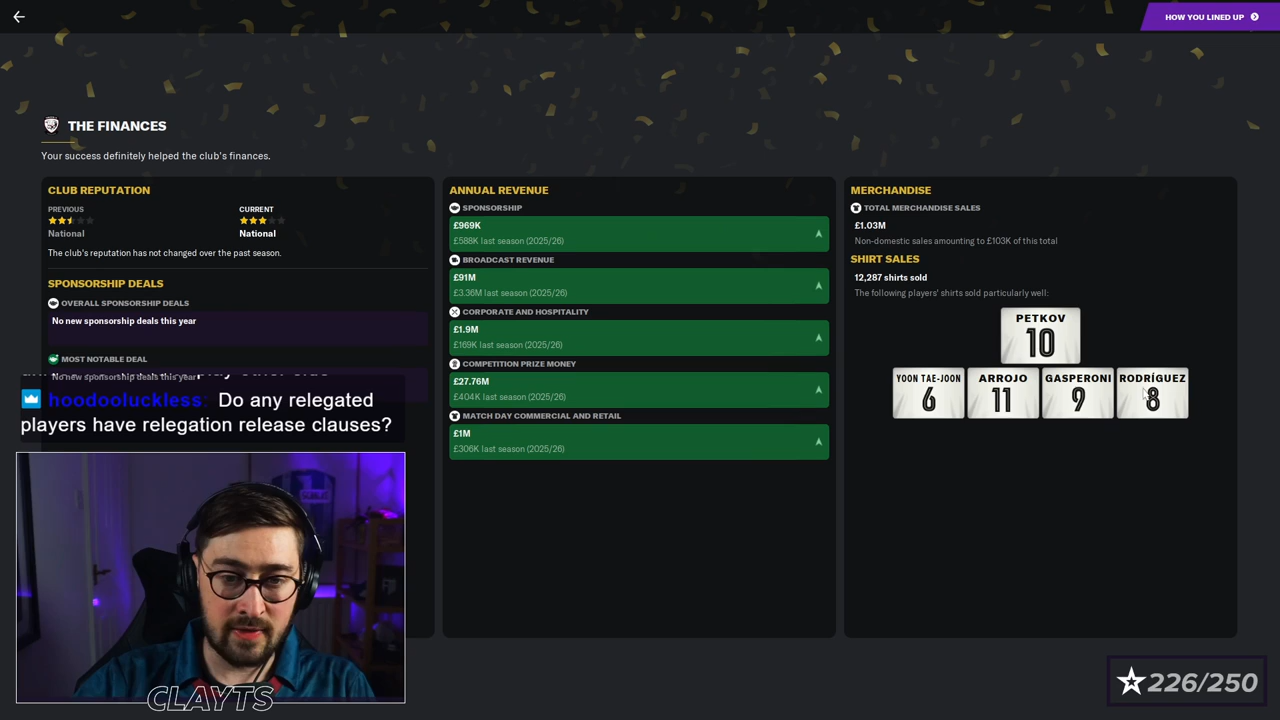 HOW YOU LINED UP
THE FINANCES
Your success definitely helped the club's finances.
CLUB REPUTATION
PREVIOUS
CURRENT
National
National
The club's reputation has not changed over the past season.
SPONSORSHIP DEALS
OVERALL SPONSORSHIP DEALS
No new sponsorship deals this year
MOST NOTABLE DEAL
No new sponsorship deals this year
hoodooluckless: Do any relegated
players have relegation release clauses?
CLAYTS
ANNUAL REVENUE
SPONSORSHIP
£969K
£588K last season (2025/26)
BROADCAST REVENUE
£91M
£3.36M last season (2025/26)
CORPORATE AND HOSPITALITY
£1.9M
£169K last season (2025/26)
COMPETITION PRIZE MONEY
£27.76M
£404K last season (2025/26)
MATCH DAY COMMERCIAL AND RETAIL
£1M
£306K last season (2025/26)
MERCHANDISE
TOTAL MERCHANDISE SALES
£1.03M
Non-domestic sales amounting to £103K of this total
SHIRT SALES
12,287 shirts sold
The following players' shirts sold particularly well:
PETKOV
10
YOON TAE-JOON ARROJO GASPERONI RODRÍGUEZ
6 11 9 8
226/250